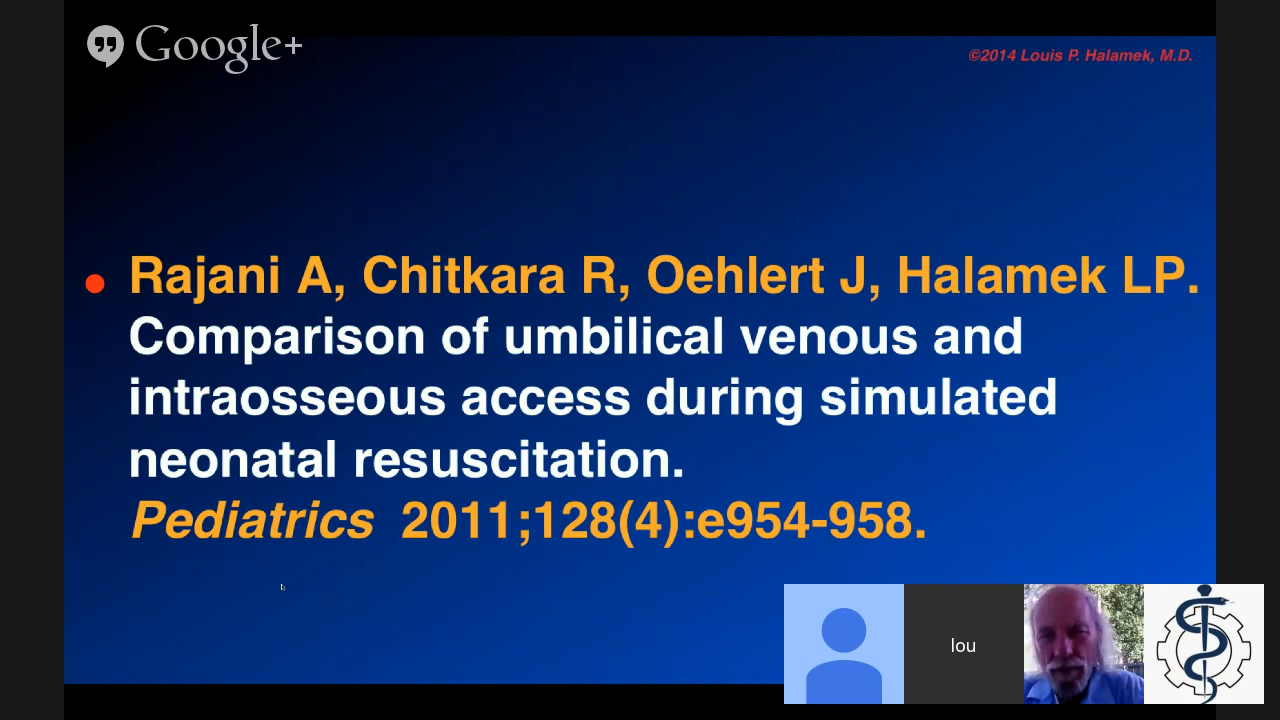 Google+
©2014 Louis P. Halamek, M.D.
• Rajani A, Chitkara R, Oehlert J, Halamek LP.
Comparison of umbilical venous and
intraosseous access during simulated
neonatal resuscitation.
Pediatrics 2011;128(4):e954-958.
lou